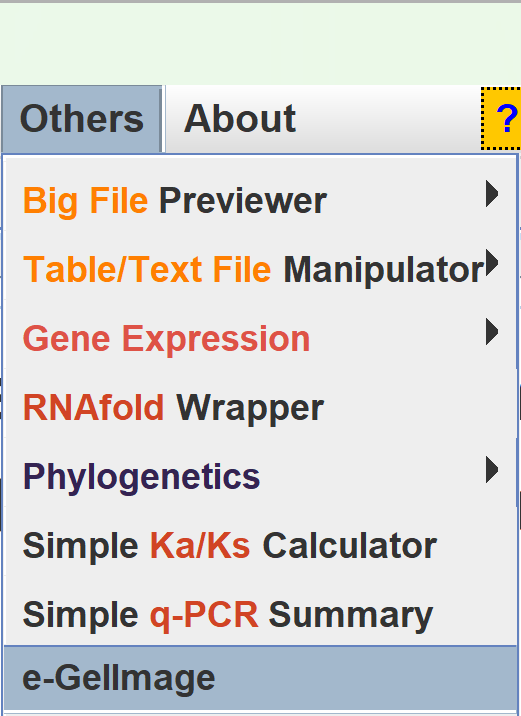 Others About ?
Big File Previewer
Table/Text File Manipulator
Gene Expression
RNAfold Wrapper
Phylogenetics
Simple Ka/Ks Calculator
Simple q-PCR Summary
e-GelImage